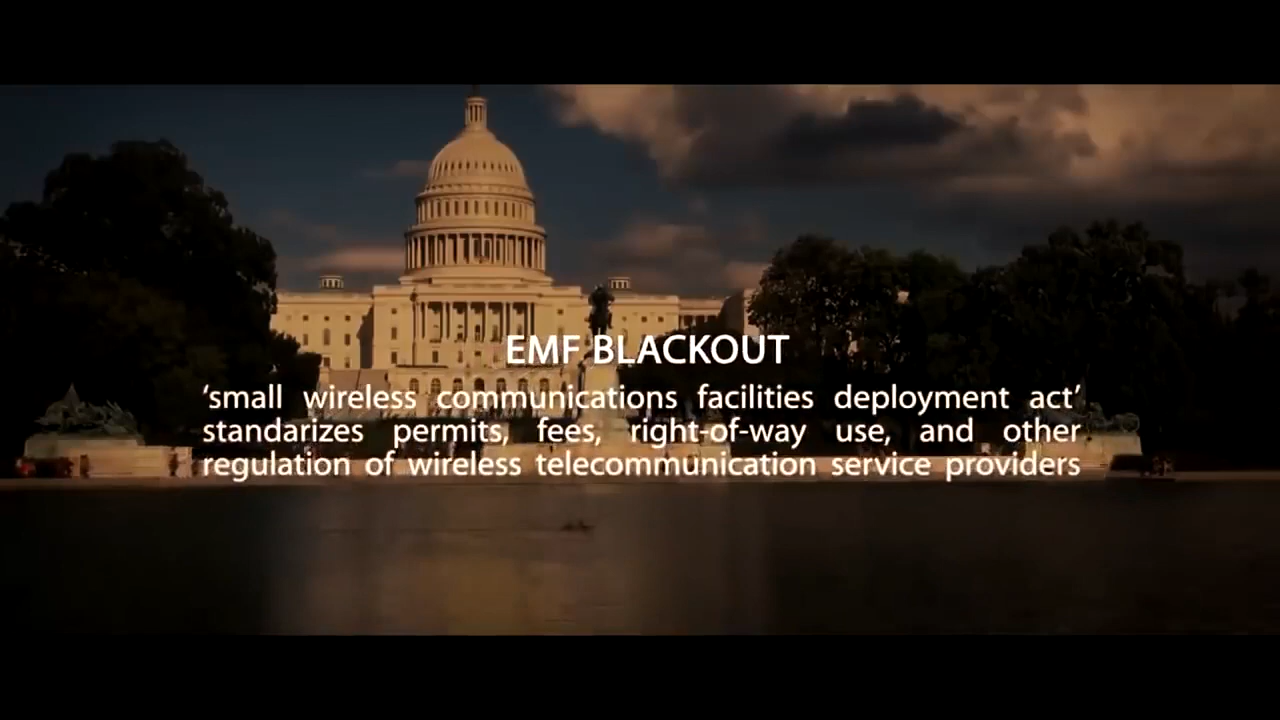 EMF BLACKOUT
‘small wireless communications facilities deployment act’
standarizes permits, fees, right-of-way use, and other
regulation of wireless telecommunication service providers